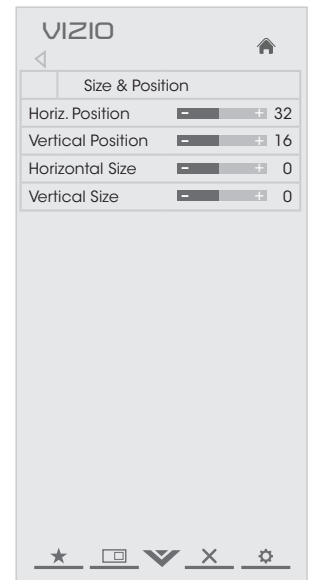 VIZIO
Size & Position
Horiz. Position - + 32
Vertical Position - + 16
Horizontal Size - + 0
Vertical Size - + 0